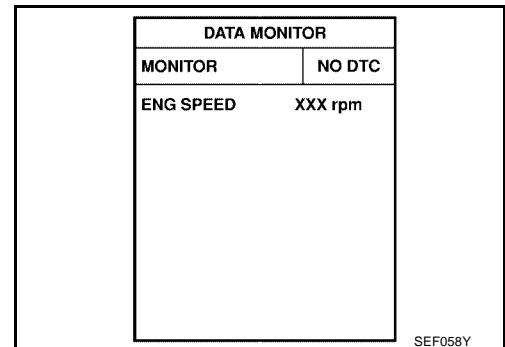 DATA MONITOR
MONITOR NO DTC
ENG SPEED XXX rpm
SEF058Y